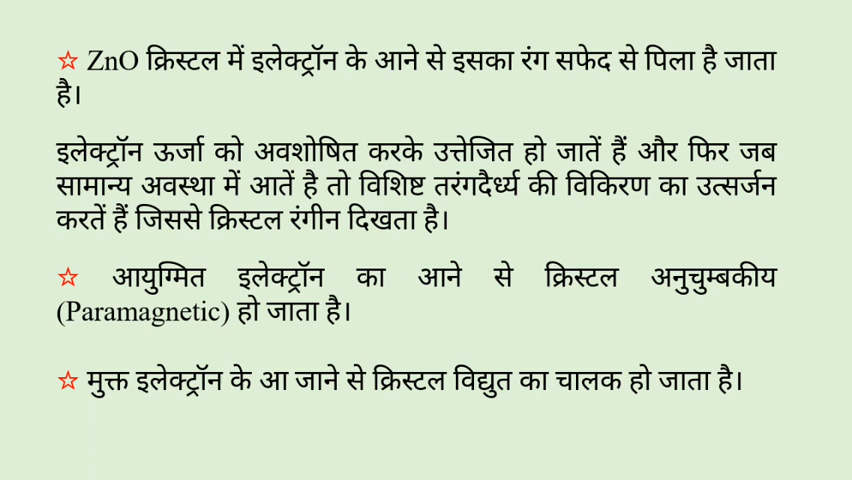 ☆ ZnO क्रिस्टल में इलेक्ट्रॉन के आने से इसका रंग सफेद से पिला है जाता
है।
इलेक्ट्रॉन ऊर्जा को अवशोषित करके उत्तेजित हो जातें हैं और फिर जब
सामान्य अवस्था में आतें है तो विशिष्ट तरंगदैर्ध्य की विकिरण का उत्सर्जन
करतें हैं जिससे क्रिस्टल रंगीन दिखता है।
☆ आयुग्मित इलेक्ट्रॉन का आने से क्रिस्टल अनुचुम्बकीय
(Paramagnetic) हो जाता है।
☆ मुक्त इलेक्ट्रॉन के आ जाने से क्रिस्टल विद्युत का चालक हो जाता है।